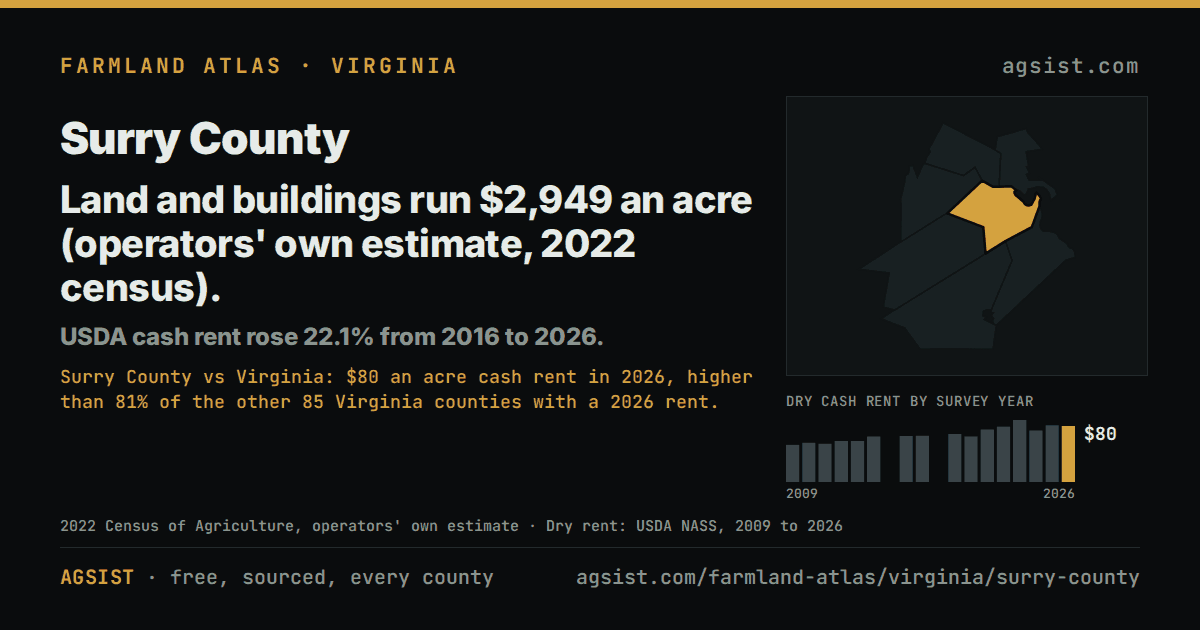 FARMLAND ATLAS · VIRGINIA
agsist.com
Surry County
Land and buildings run $2,949 an acre
(operators' own estimate, 2022
census).
USDA cash rent rose 22.1% from 2016 to 2026.
Surry County vs Virginia: $80 an acre cash rent in 2026, higher
than 81% of the other 85 Virginia counties with a 2026 rent.
DRY CASH RENT BY SURVEY YEAR
$80
2009
2026
2022 Census of Agriculture, operators' own estimate · Dry rent: USDA NASS, 2009 to 2026
AGSIST · free, sourced, every county
agsist.com/farmland-atlas/virginia/surry-county